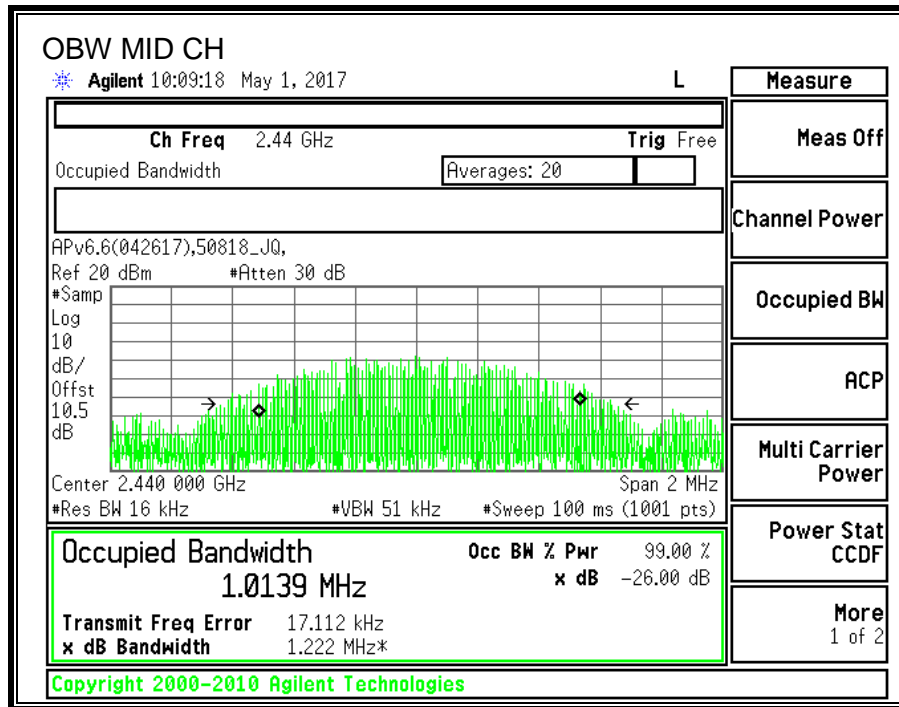 OBW MID CH
Agilent 10:09:18 May 1, 2017 L
Ch Freq 2.44 GHz Trig Free
Occupied Bandwidth Averages: 20
APv6.6(042617),50818_JQ,
Ref 20 dBm #Atten 30 dB
#Samp
Log
10
dB/
Offst
10.5
dB
Center 2.440 000 GHz Span 2 MHz
#Res BW 16 kHz #VBW 51 kHz #Sweep 100 ms (1001 pts)
Occupied Bandwidth Occ BW % Pwr 99.00 %
1.0139 MHz x dB -26.00 dB
Transmit Freq Error 17.112 kHz
x dB Bandwidth 1.222 MHz*
Copyright 2000-2010 Agilent Technologies
Measure
Meas Off
Channel Power
Occupied BW
ACP
Multi Carrier
Power
Power Stat
CCDF
More
1 of 2